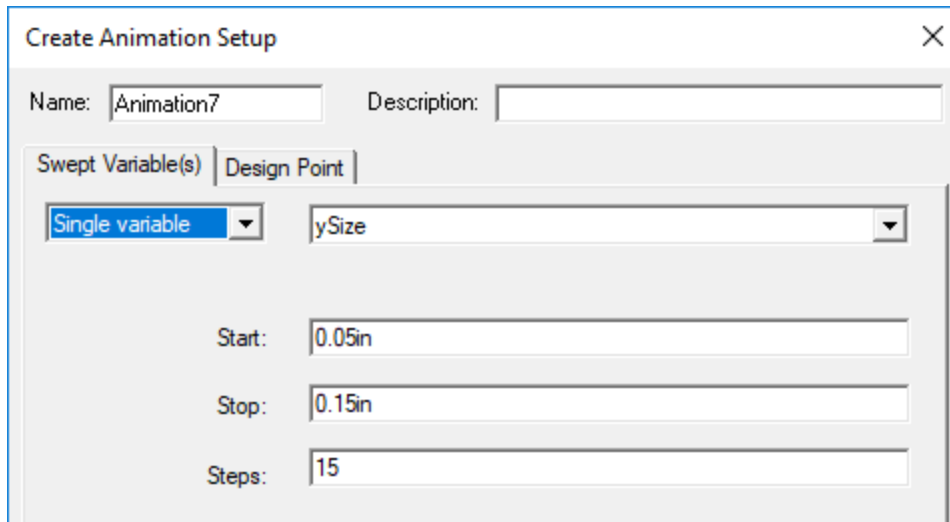 Create Animation Setup
Name: Animation7 Description:
Swept Variable(s) Design Point
Single variable ySize
Start: 0.05in
Stop: 0.15in
Steps: 15